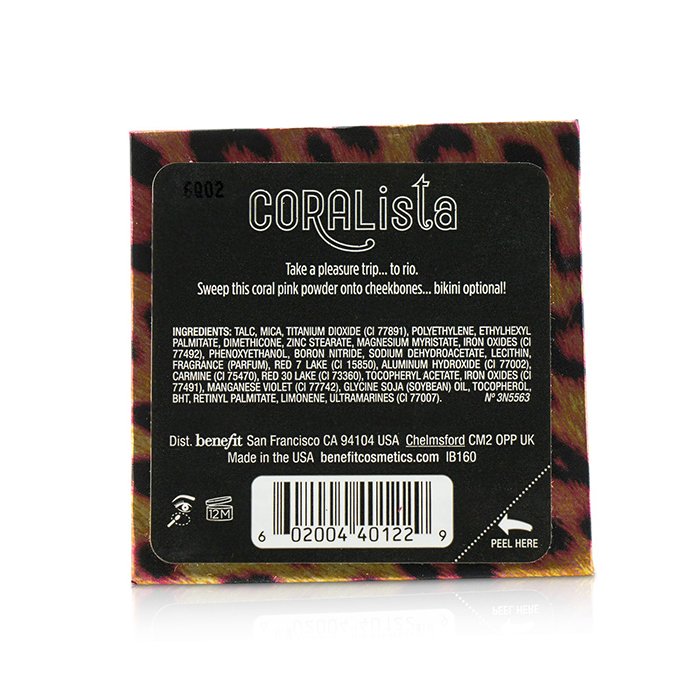 6Q02
CORALista
Take a pleasure trip... to rio.
Sweep this coral pink powder onto cheekbones... bikini optional!
INGREDIENTS: TALC, MICA, TITANIUM DIOXIDE (CI 77891), POLYETHYLENE, ETHYLHEXYL
PALMITATE, DIMETHICONE, ZINC STEARATE, MAGNESIUM MYRISTATE, IRON OXIDES (CI
77492), PHENOXYETHANOL, BORON NITRIDE, SODIUM DEHYDROACETATE, LECITHIN,
FRAGRANCE (PARFUM), RED 7 LAKE (CI 15850), ALUMINUM HYDROXIDE (CI 77002),
CARMINE (CI 75470), RED 30 LAKE (CI 73360), TOCOPHERYL ACETATE, IRON OXIDES (CI
77491), MANGANESE VIOLET (CI 77742), GLYCINE SOJA (SOYBEAN) OIL, TOCOPHEROL,
BHT, RETINYL PALMITATE, LIMONENE, ULTRAMARINES (CI 77007). Nº 3N5563
Dist. benefit San Francisco CA 94104 USA Chelmsford CM2 OPP UK
Made in the USA benefitcosmetics.com IB160
12M
6 02004 40122 9
PEEL HERE